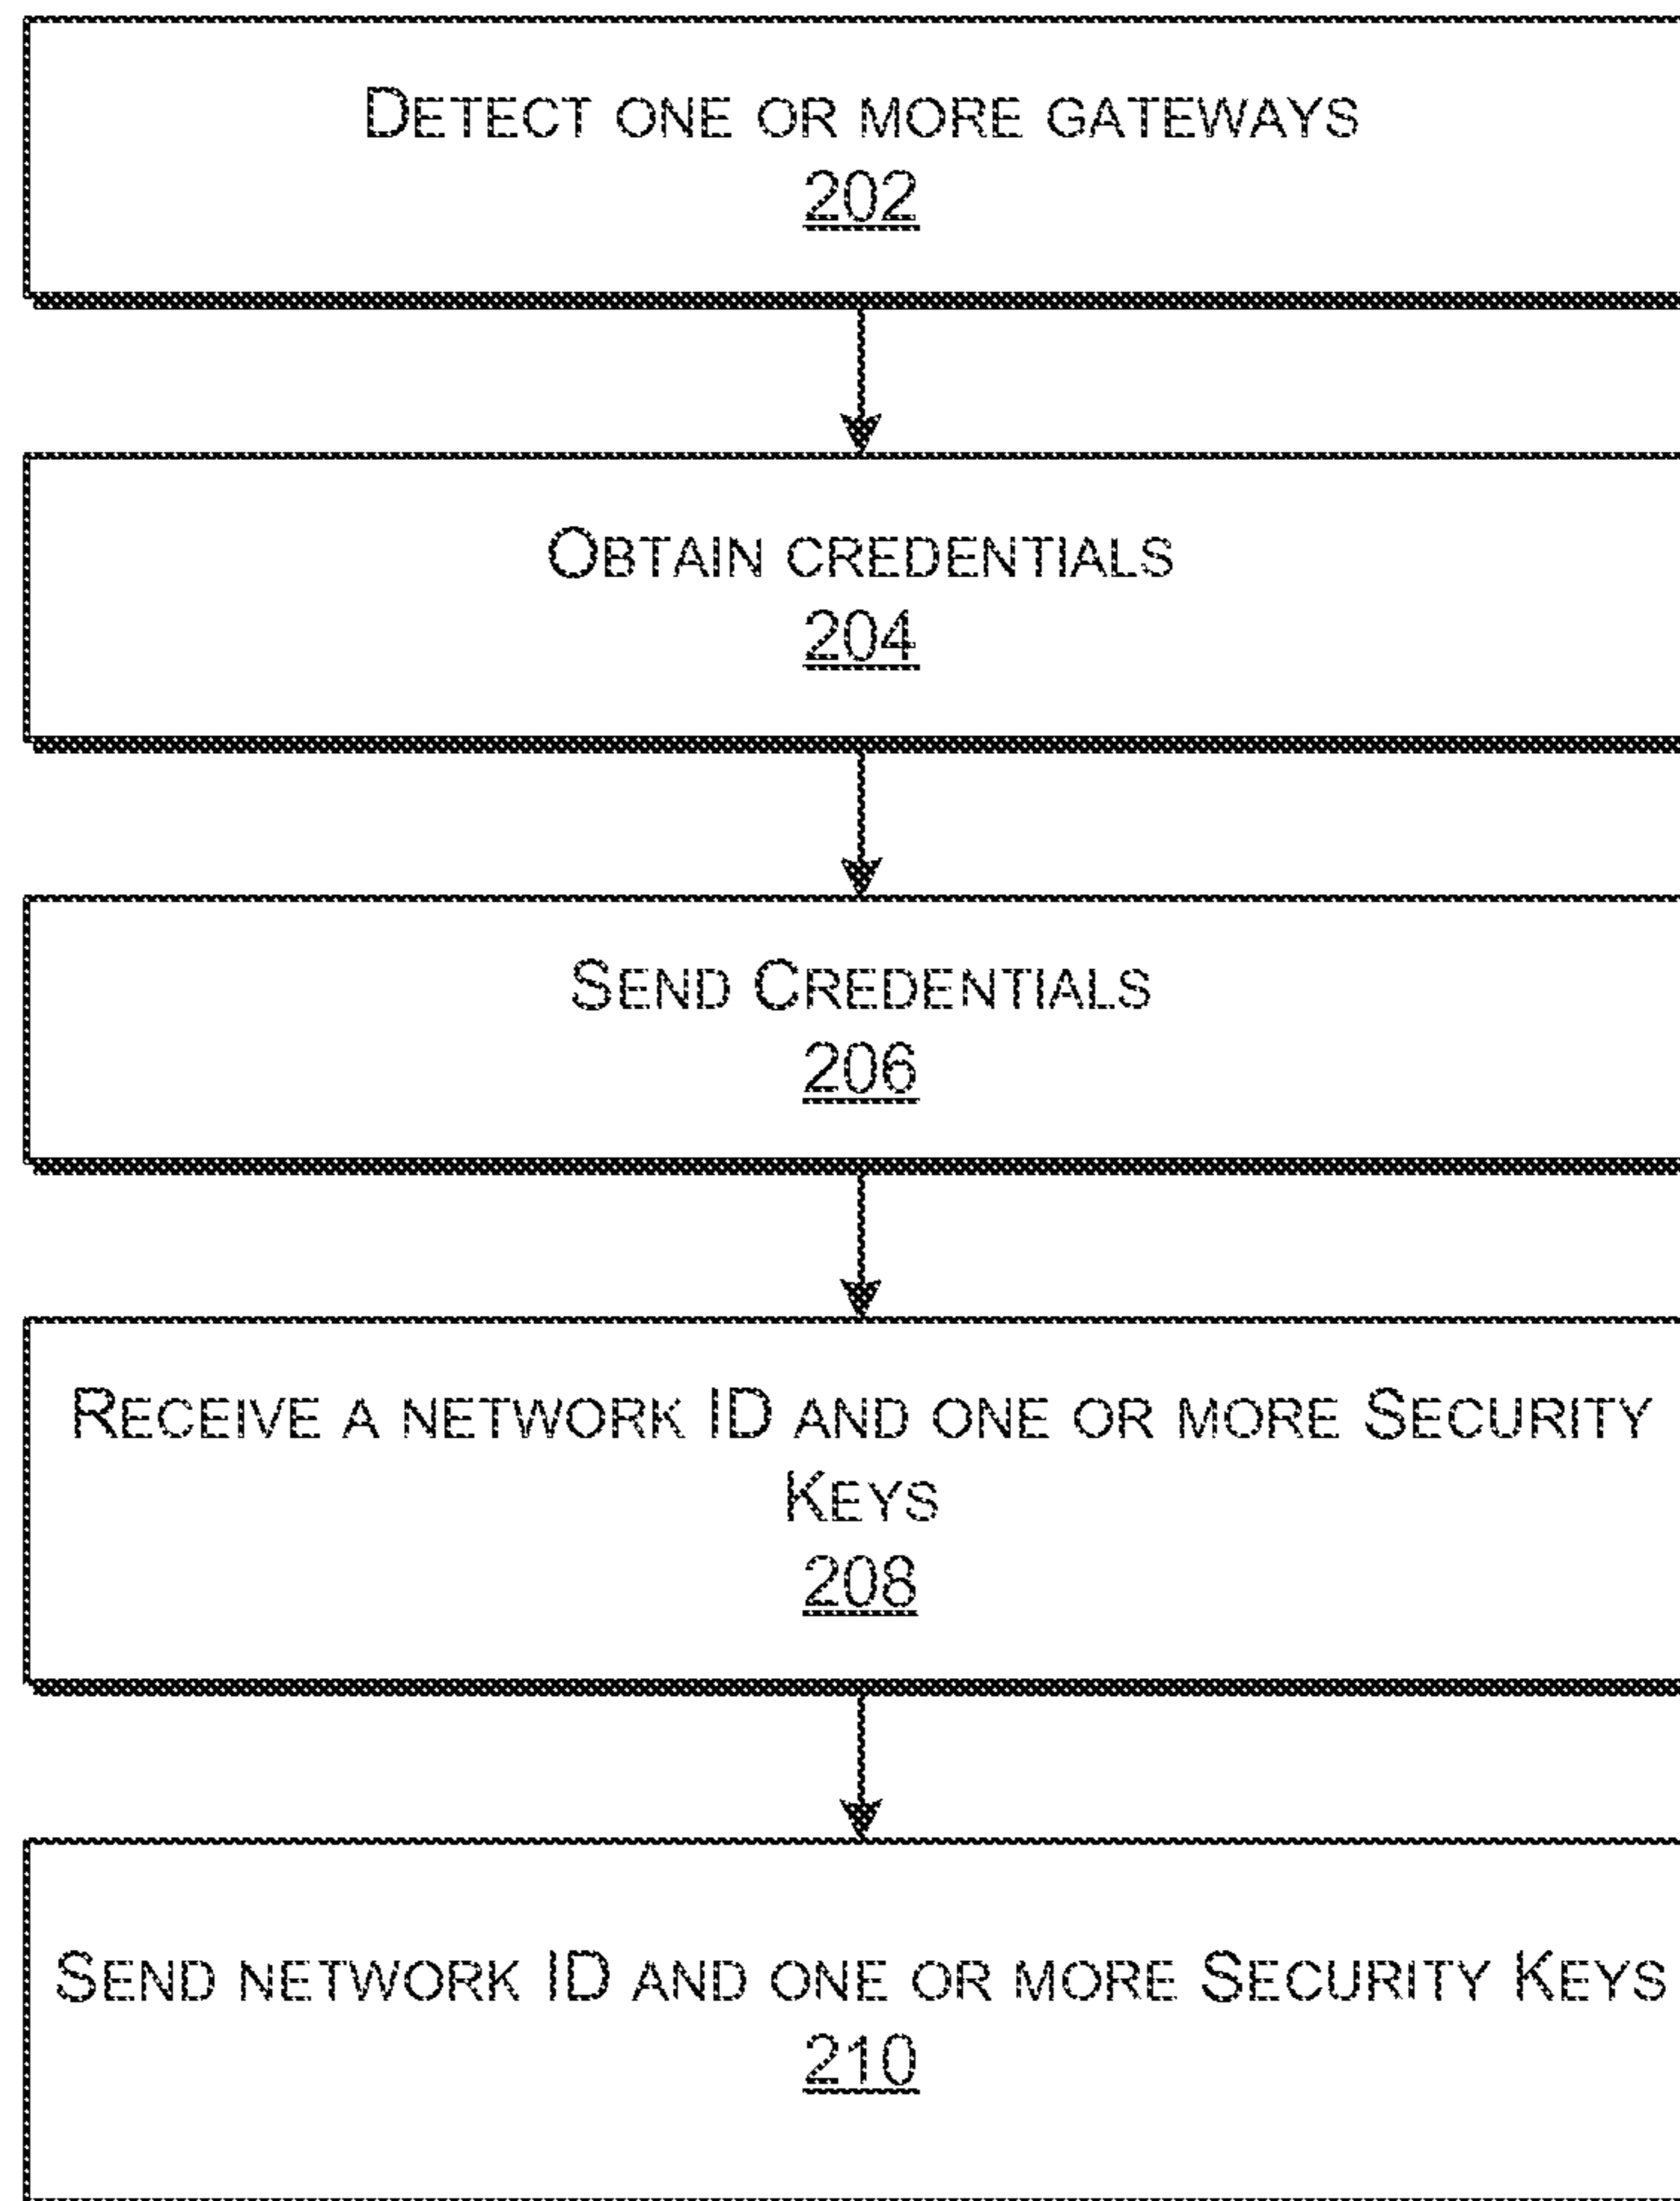 DETECT ONE OR MORE GATEWAYS
202
OBTAIN CREDENTIALS
204
SEND CREDENTIALS
206
RECEIVE A NETWORK ID AND ONE OR MORE SECURITY
KEYS
208
SEND NETWORK ID AND ONE OR MORE SECURITY KEYS
210